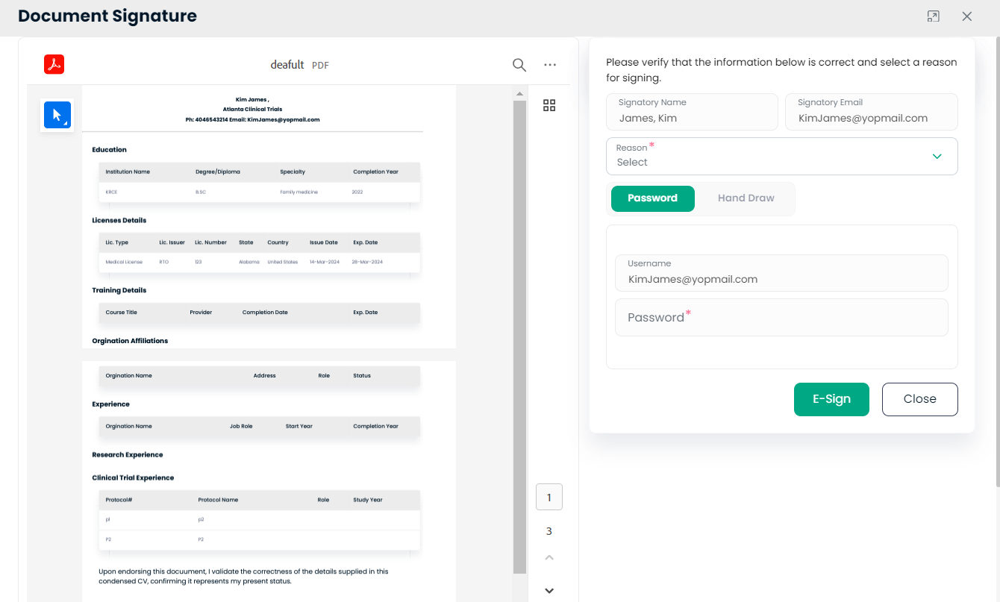 Document Signature
deafult PDF
Kim James ,
Atlanta Clinical Trials
Ph: 4046543214 Email: KimJames@yopmail.com
Education
Institution Name Degree/Diploma Specialty Completion Year
KRCE B.SC Family medicine 2022
Licenses Details
Lic. Type Lic. Issuer Lic. Number State Country Issue Date Exp. Date
Medical License RTO 123 Alabama United States 14-Mar-2024 28-Mar-2024
Training Details
Course Title Provider Completion Date Exp. Date
Orgination Affiliations
Orgination Name Address Role Status
Experience
Orgination Name Job Role Start Year Completion Year
Research Experience
Clinical Trial Experience
Protocol# Protocol Name Role Study Year
p1 p2
P2 P2
Upon endorsing this docuument, I validate the correctness of the details supplied in this
condensed CV, confirming it represents my present status.
1
3
Please verify that the information below is correct and select a reason
for signing.
Signatory Name
James, Kim
Signatory Email
KimJames@yopmail.com
Reason *
Select
Password Hand Draw
Username
KimJames@yopmail.com
Password *
E-Sign Close